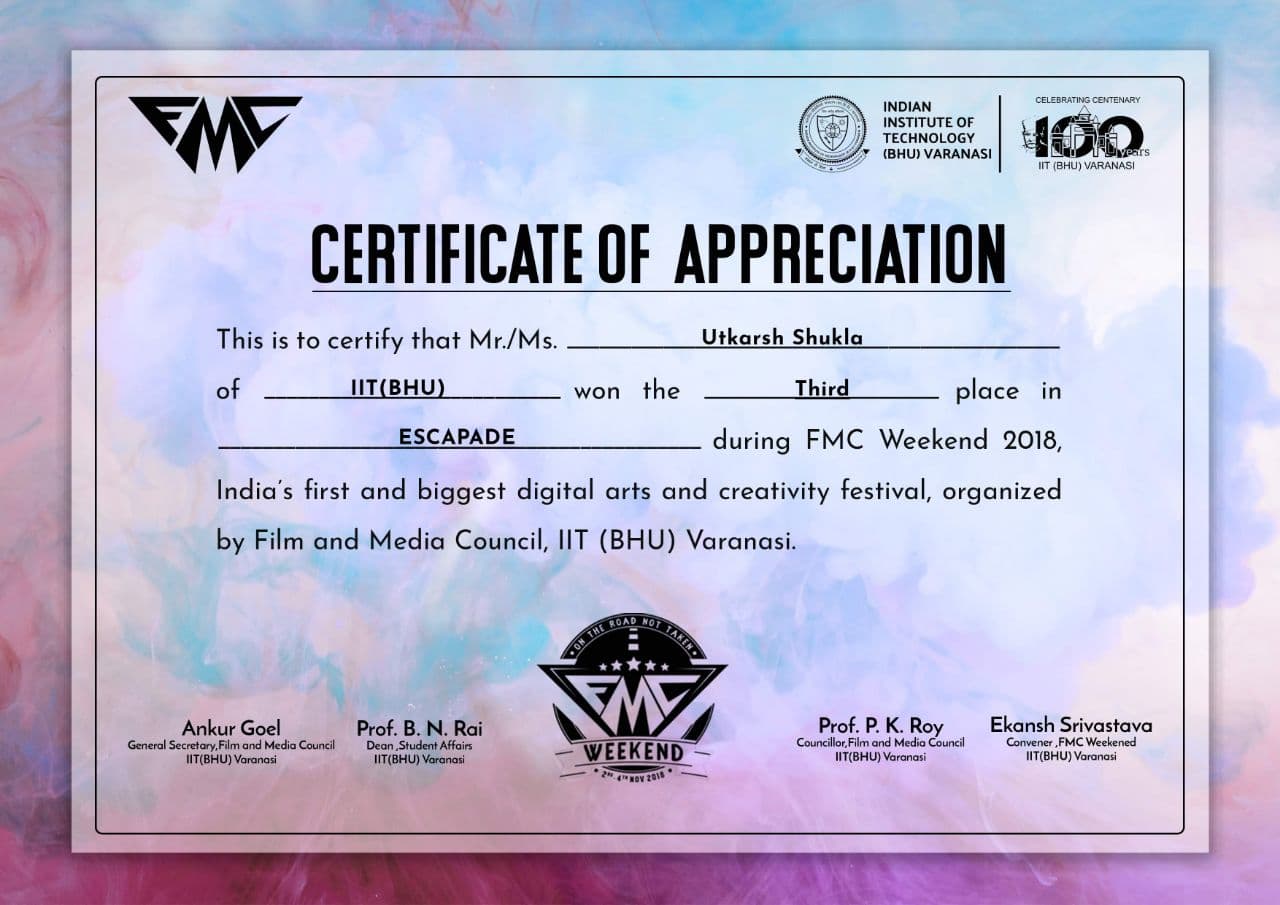 FMC
INDIAN
INSTITUTE OF
TECHNOLOGY
(BHU) VARANASI
CELEBRATING CENTENARY
100 years
IIT (BHU) VARANASI
CERTIFICATE OF APPRECIATION
This is to certify that Mr./Ms. Utkarsh Shukla
of IIT(BHU) won the Third place in
ESCAPADE during FMC Weekend 2018,
India's first and biggest digital arts and creativity festival, organized
by Film and Media Council, IIT (BHU) Varanasi.
ON THE ROAD NOT TAKEN
FMC
WEEKEND
2ND-4TH NOV 2018
Ankur Goel
General Secretary,Film and Media Council
IIT(BHU) Varanasi
Prof. B. N. Rai
Dean ,Student Affairs
IIT(BHU) Varanasi
Prof. P. K. Roy
Councillor,Film and Media Council
IIT(BHU) Varanasi
Ekansh Srivastava
Convener ,FMC Weekened
IIT(BHU) Varanasi